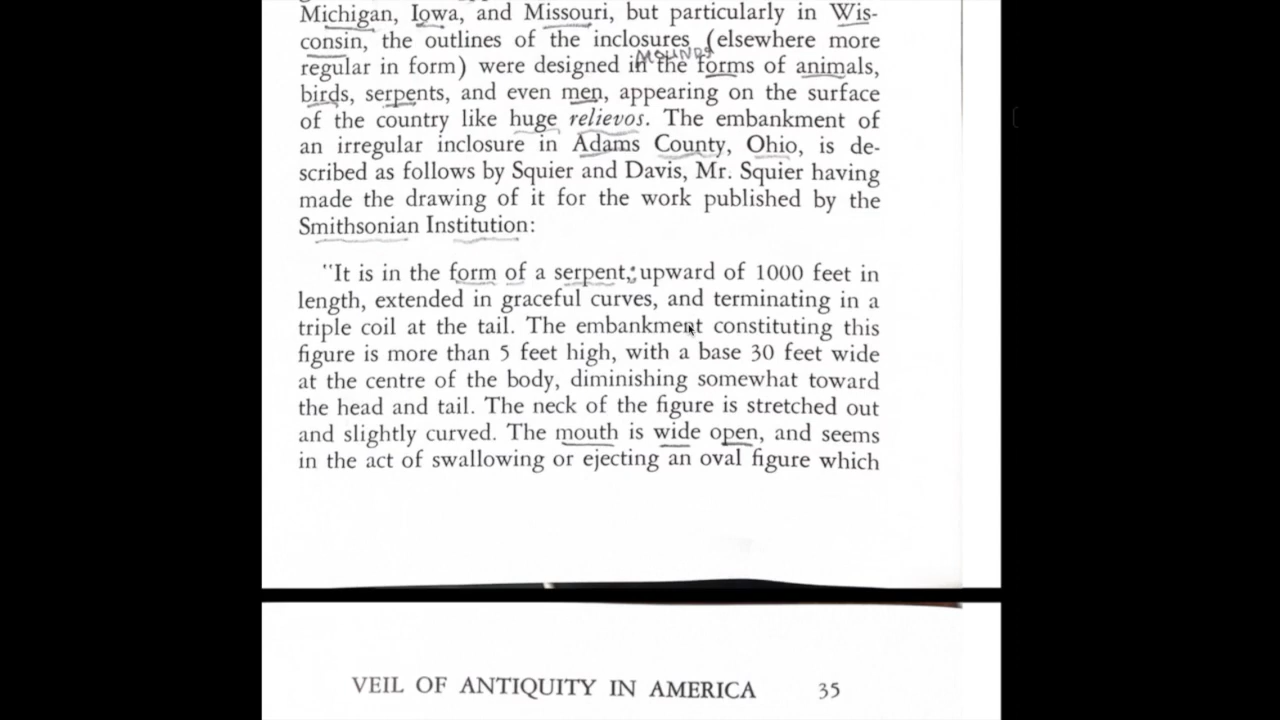 Michigan, Iowa, and Missouri, but particularly in Wis-
consin, the outlines of the inclosures (elsewhere more
MOUNDS
regular in form) were designed in the forms of animals,
birds, serpents, and even men, appearing on the surface
of the country like huge relievos. The embankment of
an irregular inclosure in Adams County, Ohio, is de-
scribed as follows by Squier and Davis, Mr. Squier having
made the drawing of it for the work published by the
Smithsonian Institution:
"It is in the form of a serpent, upward of 1000 feet in
length, extended in graceful curves, and terminating in a
triple coil at the tail. The embankment constituting this
figure is more than 5 feet high, with a base 30 feet wide
at the centre of the body, diminishing somewhat toward
the head and tail. The neck of the figure is stretched out
and slightly curved. The mouth is wide open, and seems
in the act of swallowing or ejecting an oval figure which
VEIL OF ANTIQUITY IN AMERICA 35